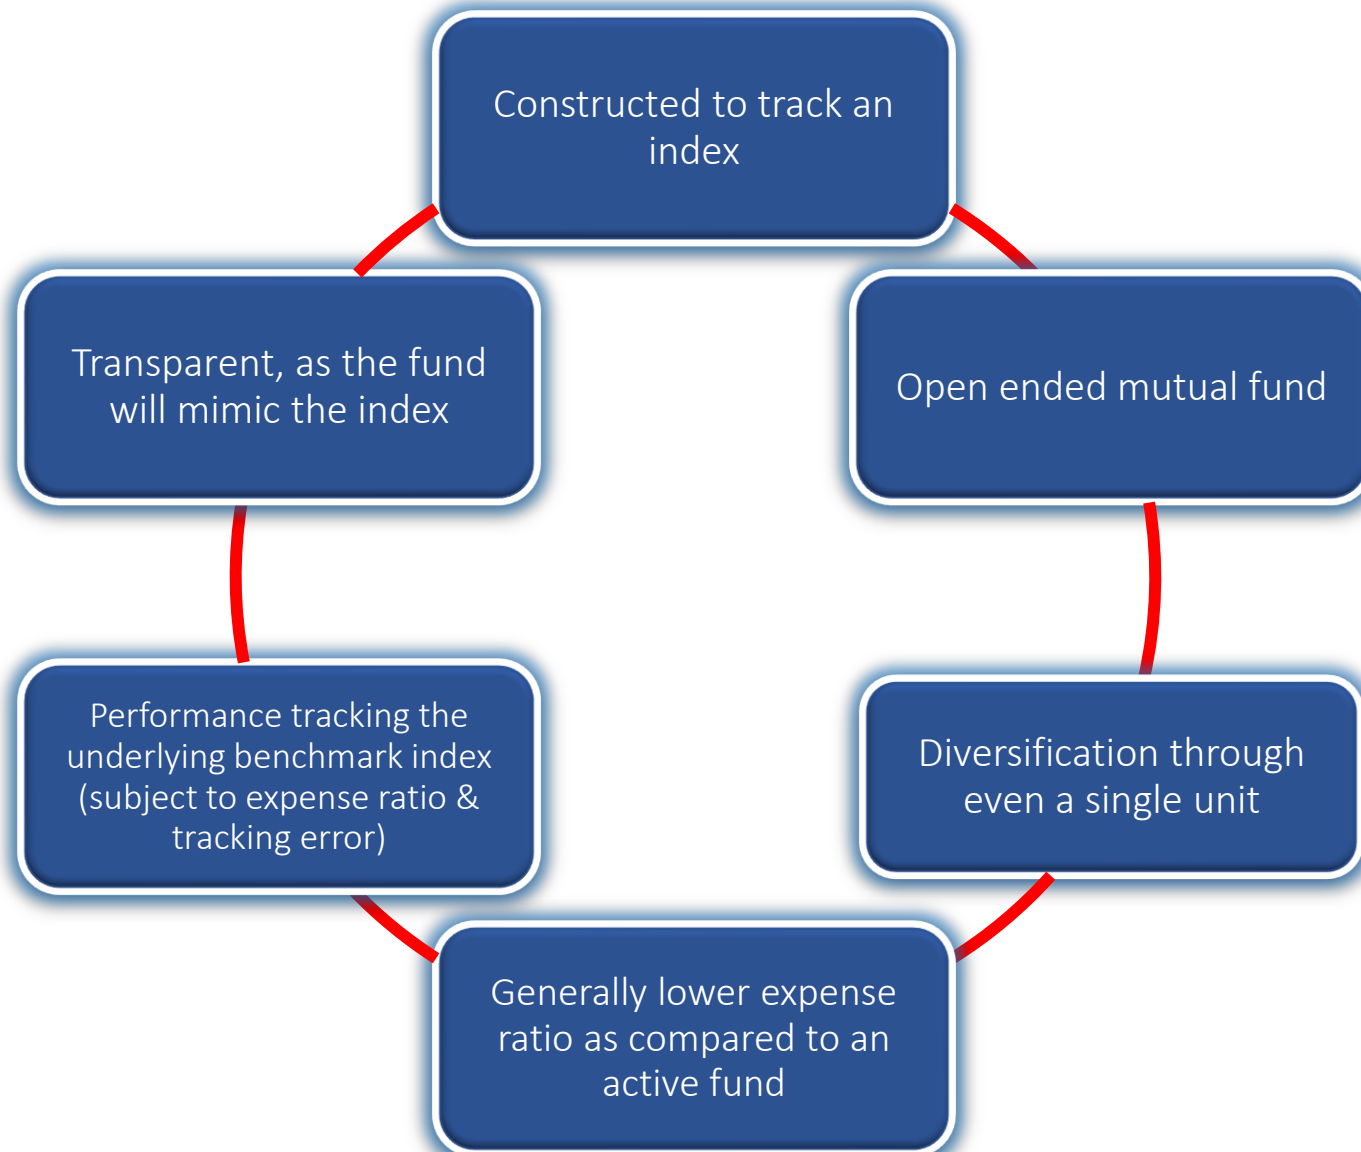 Constructed to track an
index
Open ended mutual fund
Diversification through
even a single unit
Generally lower expense
ratio as compared to an
active fund
Performance tracking the
underlying benchmark index
(subject to expense ratio &
tracking error)
Transparent, as the fund
will mimic the index